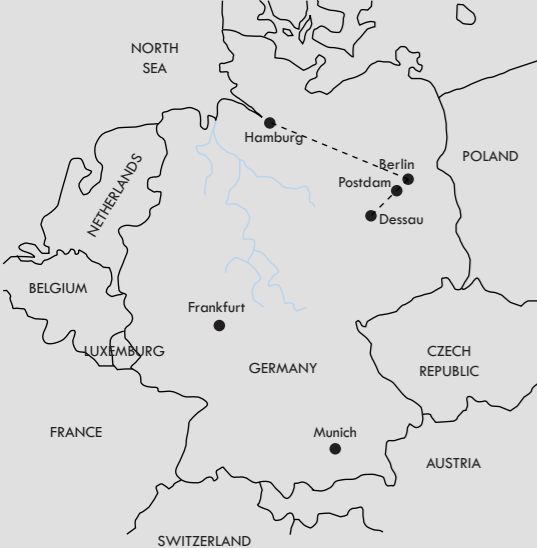 NORTH
SEA
Hamburg
POLAND
Berlin
Postdam
NETHERLANDS
Dessau
BELGIUM
Frankfurt
LUXEMBURG
GERMANY
CZECH
REPUBLIC
FRANCE
Munich
AUSTRIA
SWITZERLAND